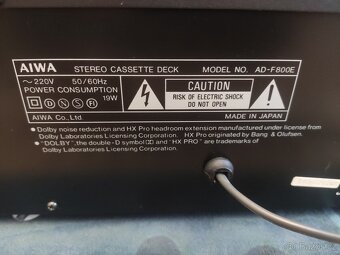 AIWA STEREO CASSETTE DECK MODEL NO. AD-F800E
~220V 50/60Hz
POWER CONSUMPTION
19W
D N S FI
AIWA Co., Ltd.
CAUTION
RISK OF ELECTRIC SHOCK
DO NOT OPEN
MADE IN JAPAN
• Dolby noise reduction and HX Pro headroom extension manufactured under license from
Dolby Laboratories Licensing Corporation. HX Pro originated by Bang & Olufsen.
• "DOLBY", the double-D symbol and "HX PRO" are trademarks of
Dolby Laboratories Licensing Corporation.